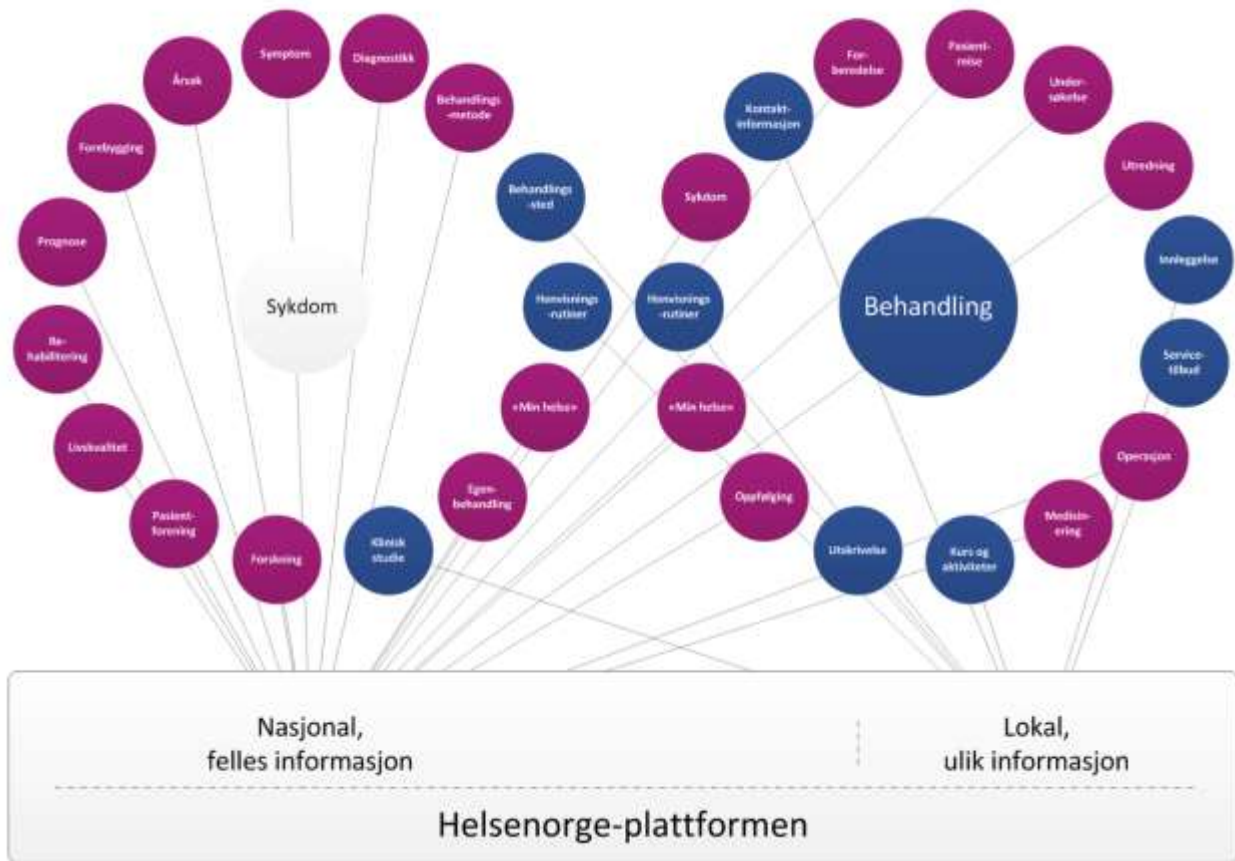 Symptom
Diagnostikk
Årsak
Behandlings
-metode
Forebygging
Prognose
Re-
habilitering
Livskvalitet
Pasient-
forening
Forskning
Klinisk
studie
Egen-
behandling
«Min helse»
Henvisnings
-rutiner
Behandlings
-sted
Sykdom
For-
beredelse
Pasient-
reise
Under-
søkelse
Utredning
Innleggelse
Service-
tilbud
Operasjon
Medisin-
ering
Kurs og
aktiviteter
Utskrivelse
Oppfølging
«Min helse»
Henvisnings
-rutiner
Sykdom
Kontakt-
informasjon
Behandling
Nasjonal,
felles informasjon
Lokal,
ulik informasjon
Helsenorge-plattformen